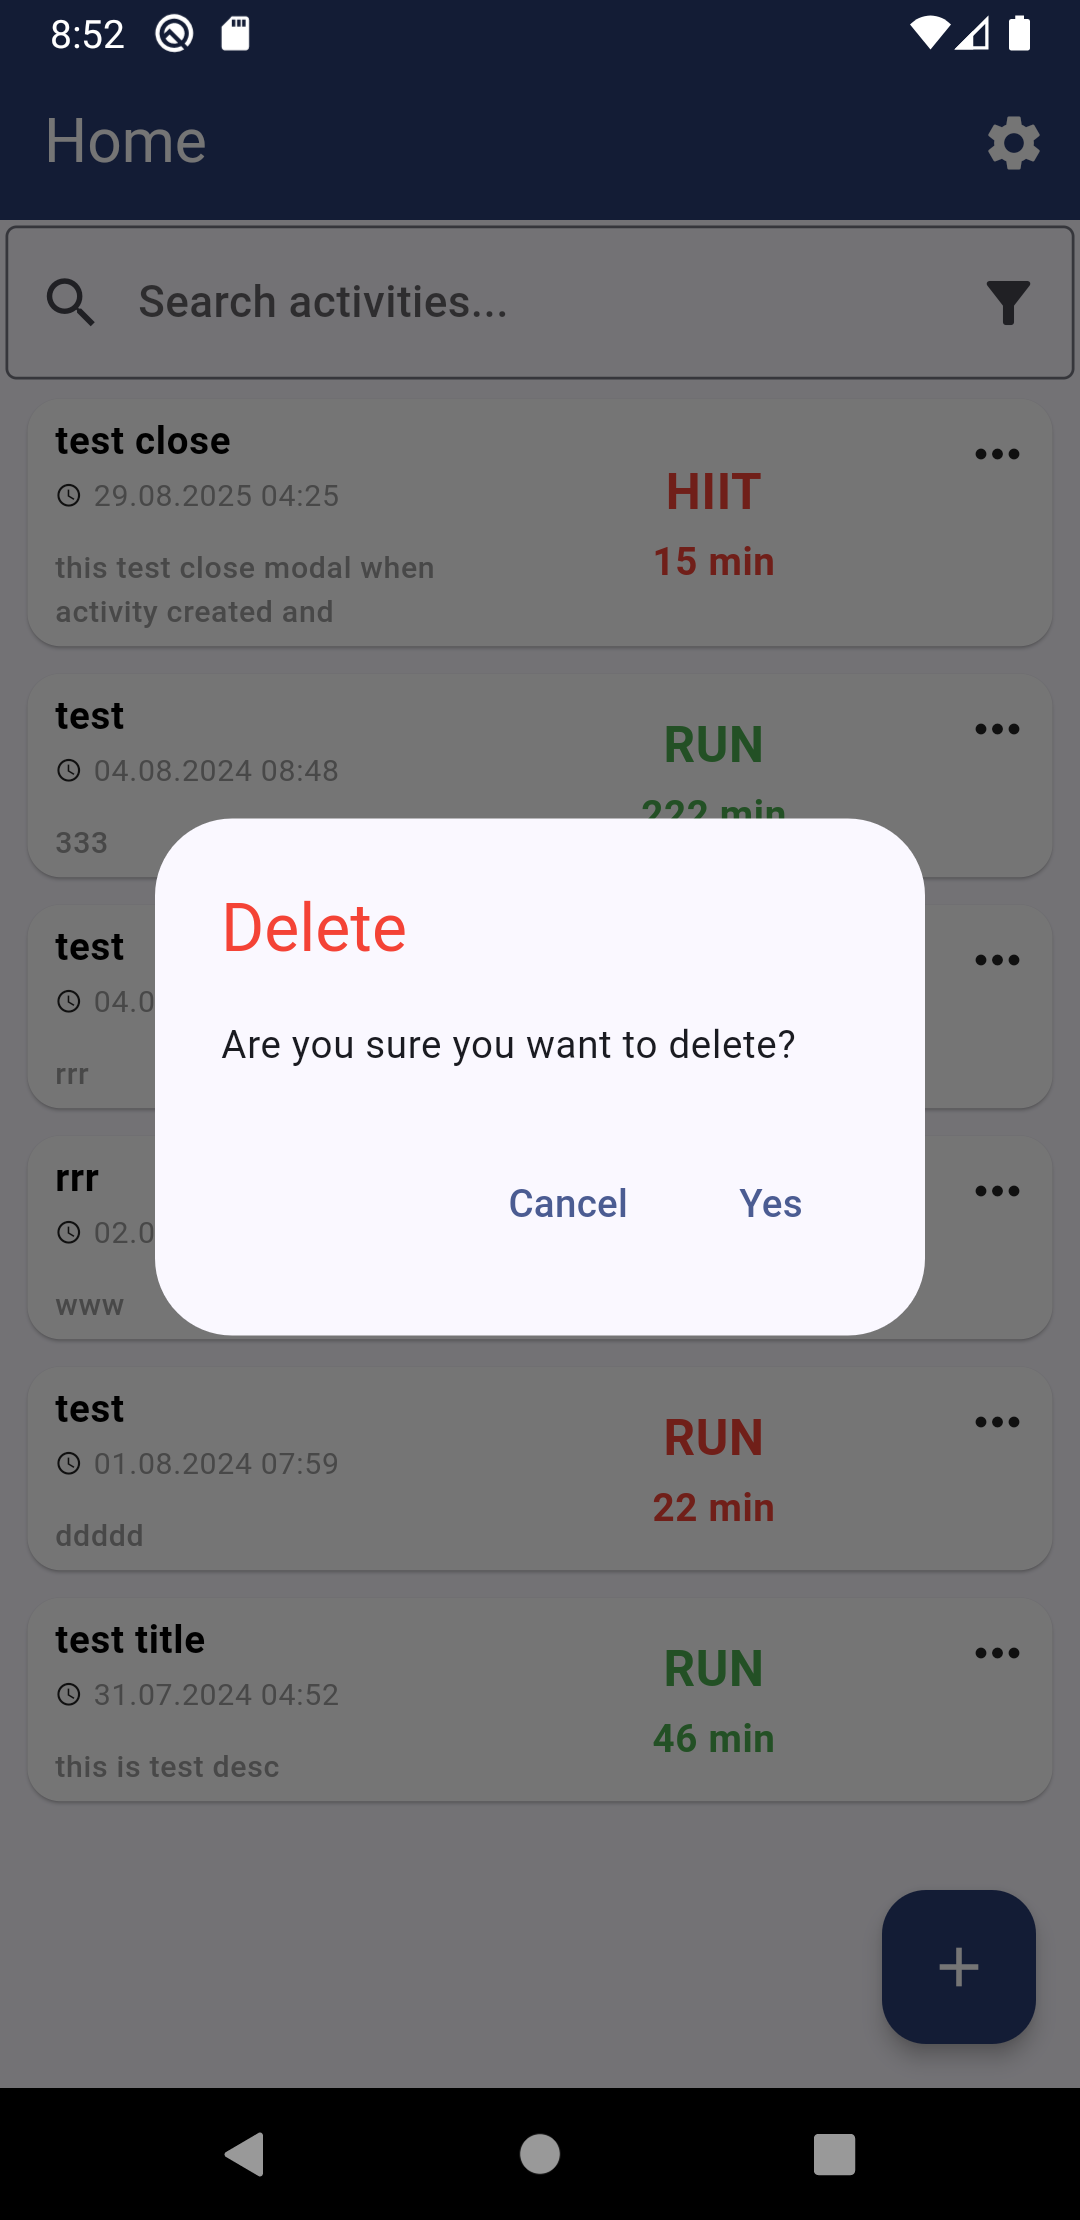 8:52
Home
Search activities...
test close
29.08.2025 04:25
HIIT
15 min
this test close modal when
activity created and
test
04.08.2024 08:48
RUN
222 min
333
Delete
Are you sure you want to delete?
Cancel
Yes
test
04.0
rrr
rrr
02.0
www
test
01.08.2024 07:59
RUN
22 min
ddddd
test title
31.07.2024 04:52
RUN
46 min
this is test desc